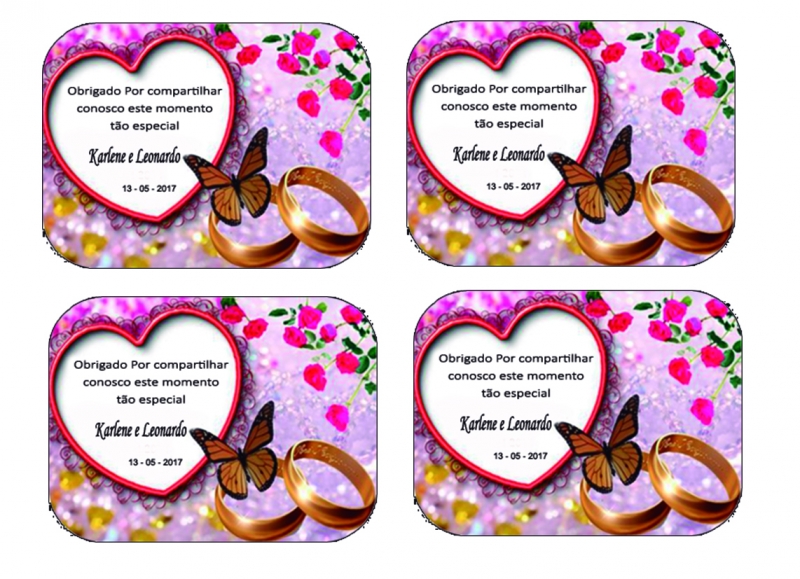 Obrigado Por compartilhar
conosco este momento
tão especial
Karlene e Leonardo
13 - 05 - 2017
Obrigado Por compartilhar
conosco este momento
tão especial
Karlene e Leonardo
13 - 05 - 2017
Obrigado Por compartilhar
conosco este momento
tão especial
Karlene e Leonardo
13 - 05 - 2017
Obrigado Por compartilhar
conosco este momento
tão especial
Karlene e Leonardo
13 - 05 - 2017